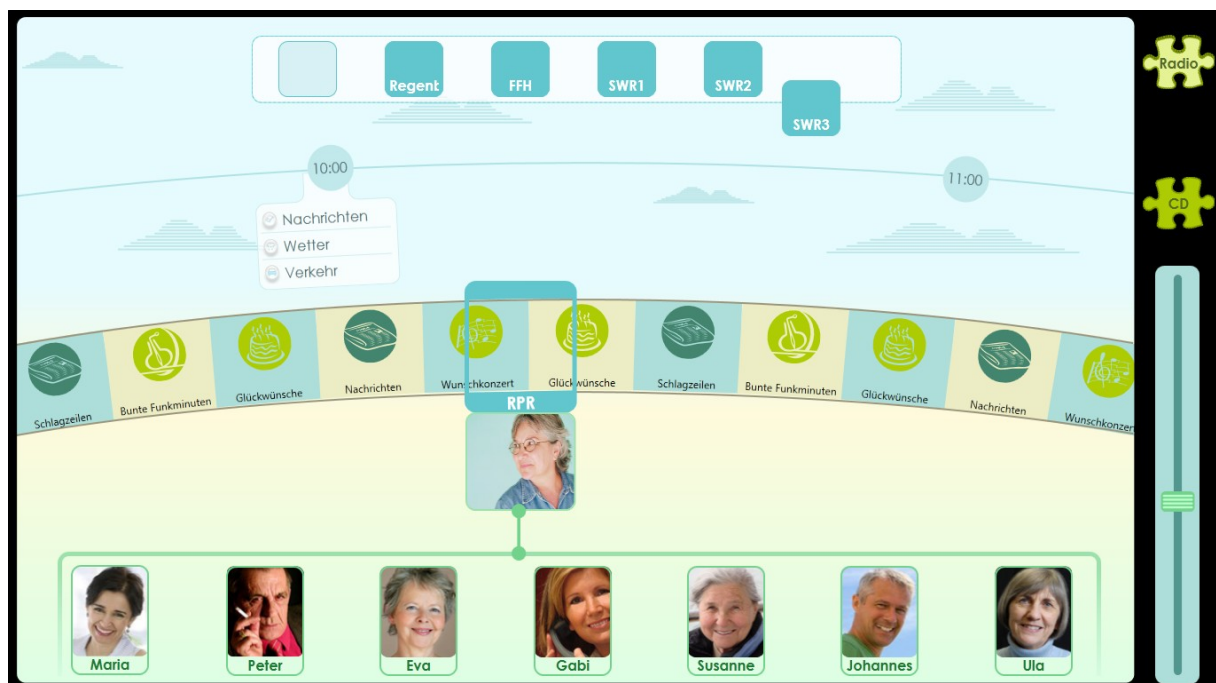 Radio
Regent
FFH
SWR1
SWR2
SWR3
10:00
11:00
CD
Nachrichten
Wetter
Verkehr
Schlagzeilen
Bunte Funkminuten
Glückwünsche
Nachrichten
Wunschkonzert
Glückwünsche
Schlagzeilen
Bunte Funkminuten
Glückwünsche
Nachrichten
Wunschkonzert
RPR
Maria
Peter
Eva
Gabi
Susanne
Johannes
Ula